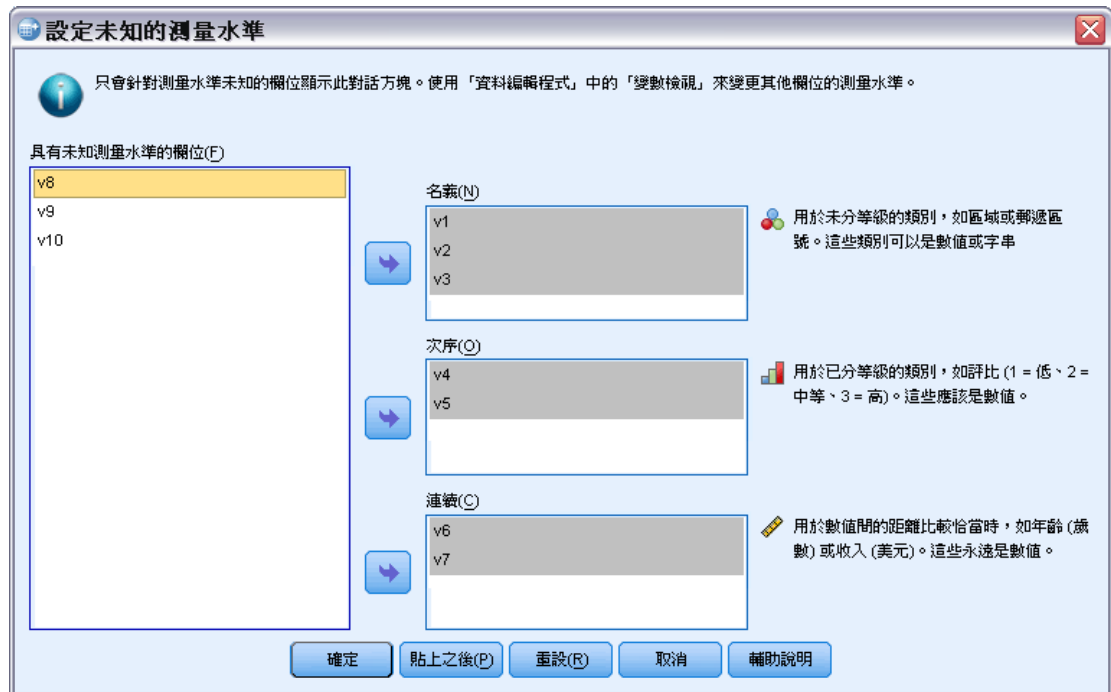 設定未知的測量水準
只會針對測量水準未知的欄位顯示此對話方塊。使用「資料編輯程式」中的「變數檢視」來變更其他欄位的測量水準。
具有未知測量水準的欄位(F)
v8
v9
v10
名義(N)
v1
v2
v3
用於未分等級的類別，如區域或郵遞區
號。這些類別可以是數值或字串
次序(O)
v4
v5
用於已分等級的類別，如評比 (1 = 低、2 =
中等、3 = 高)。這些應該是數值。
連續(C)
v6
v7
用於數值間的距離比較恰當時，如年齡 (歲
數) 或收入 (美元)。這些永遠是數值。
確定
貼上之後(P)
重設(R)
取消
輔助說明